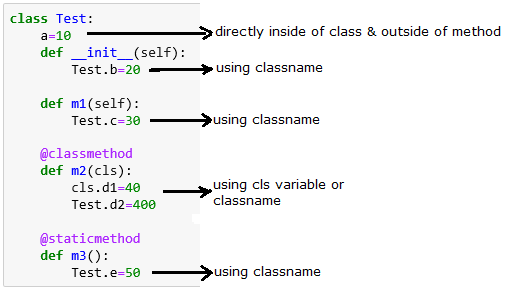 class Test:
a=10 directly inside of class & outside of method
def __init__(self):
Test.b=20 using classname
def m1(self):
Test.c=30 using classname
@classmethod
def m2(cls):
cls.d1=40 using cls variable or
Test.d2=400 classname
@staticmethod
def m3():
Test.e=50 using classname